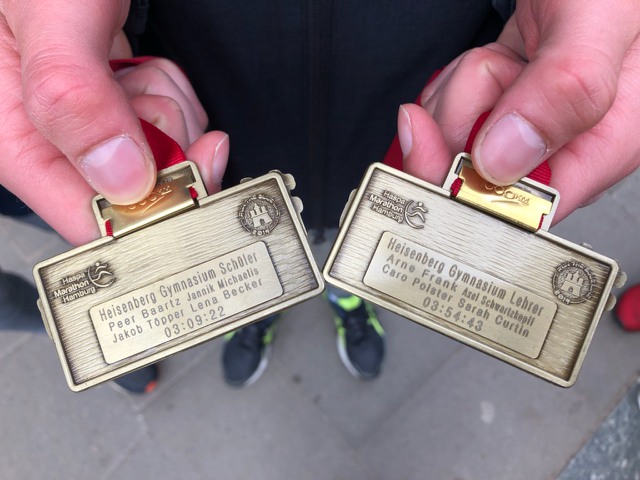 Haspa
Marathon
Hamburg
Heisenberg Gymnasium Schüler
Peer Baartz Jannik Michaelis
Jakob Töpper Lena Becker
03:09:22
Haspa
Marathon
Hamburg
Heisenberg Gymnasium Lehrer
Arne Frank Axel Schwartzkopff
Caro Polster Sarah Curtin
03:54:43